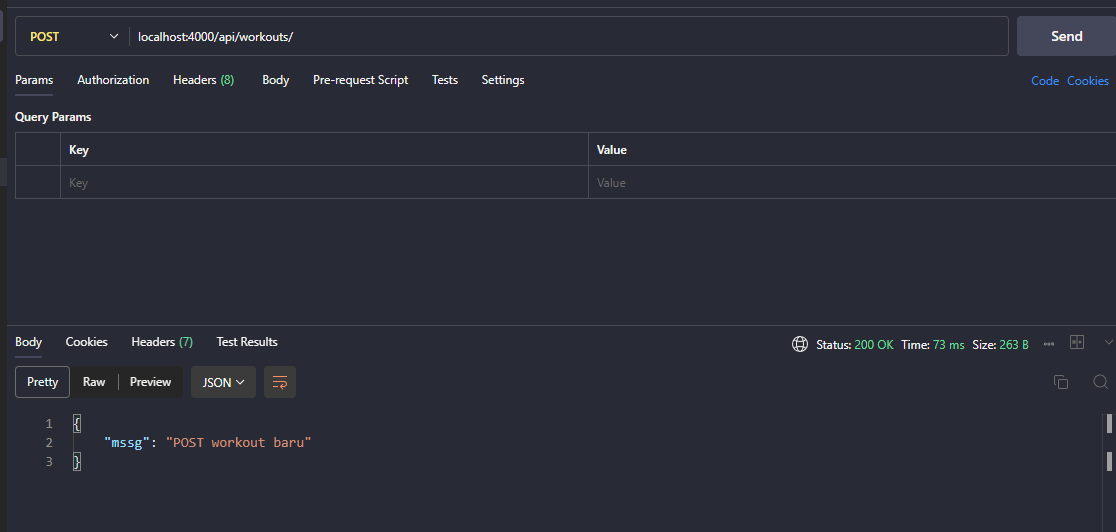 POST localhost:4000/api/workouts/ Send
Params Authorization Headers (8) Body Pre-request Script Tests Settings Code Cookies
Query Params
Key Value
Key Value
Body Cookies Headers (7) Test Results Status: 200 OK Time: 73 ms Size: 263 B
Pretty Raw Preview JSON
1 {
2 "mssg": "POST workout baru"
3 }